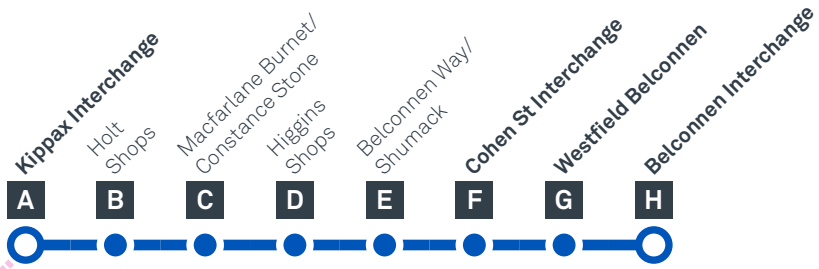 Kippax Interchange
Holt
Shops
Macfarlane Burnet/
Constance Stone
Higgins
Shops
Belconnen Way/
Shumack
Cohen St Interchange
Westfield Belconnen
Belconnen Interchange
A B C D E F G H